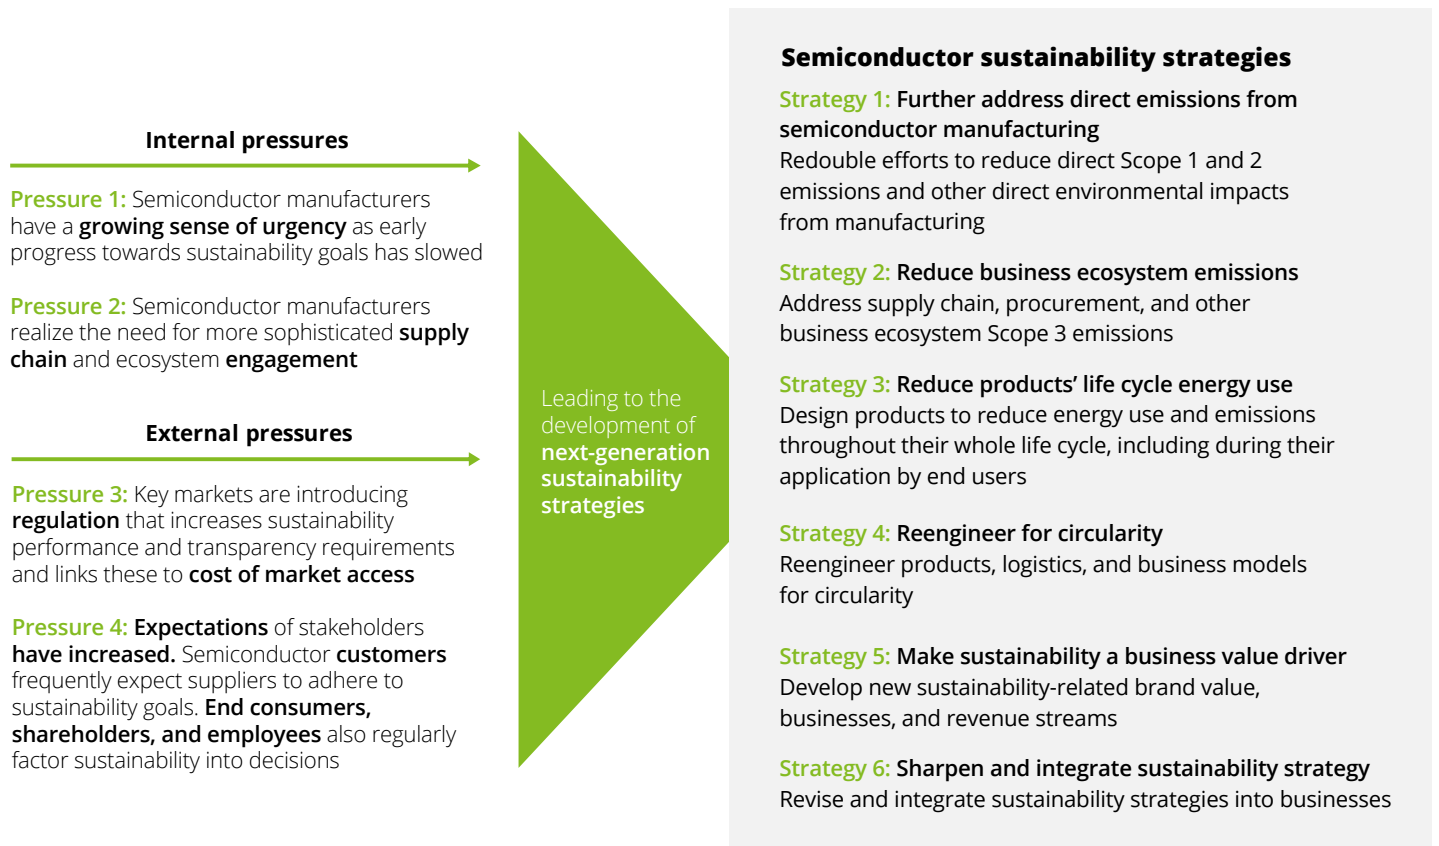 Internal pressures
Pressure 1: Semiconductor manufacturers
have a growing sense of urgency as early
progress towards sustainability goals has slowed
Pressure 2: Semiconductor manufacturers
realize the need for more sophisticated supply
chain and ecosystem engagement
External pressures
Pressure 3: Key markets are introducing
regulation that increases sustainability
performance and transparency requirements
and links these to cost of market access
Pressure 4: Expectations of stakeholders
have increased. Semiconductor customers
frequently expect suppliers to adhere to
sustainability goals. End consumers,
shareholders, and employees also regularly
factor sustainability into decisions
Leading to the
development of
next-generation
sustainability
strategies
Semiconductor sustainability strategies
Strategy 1: Further address direct emissions from
semiconductor manufacturing
Redouble efforts to reduce direct Scope 1 and 2
emissions and other direct environmental impacts
from manufacturing
Strategy 2: Reduce business ecosystem emissions
Address supply chain, procurement, and other
business ecosystem Scope 3 emissions
Strategy 3: Reduce products’ life cycle energy use
Design products to reduce energy use and emissions
throughout their whole life cycle, including during their
application by end users
Strategy 4: Reengineer for circularity
Reengineer products, logistics, and business models
for circularity
Strategy 5: Make sustainability a business value driver
Develop new sustainability-related brand value,
businesses, and revenue streams
Strategy 6: Sharpen and integrate sustainability strategy
Revise and integrate sustainability strategies into businesses